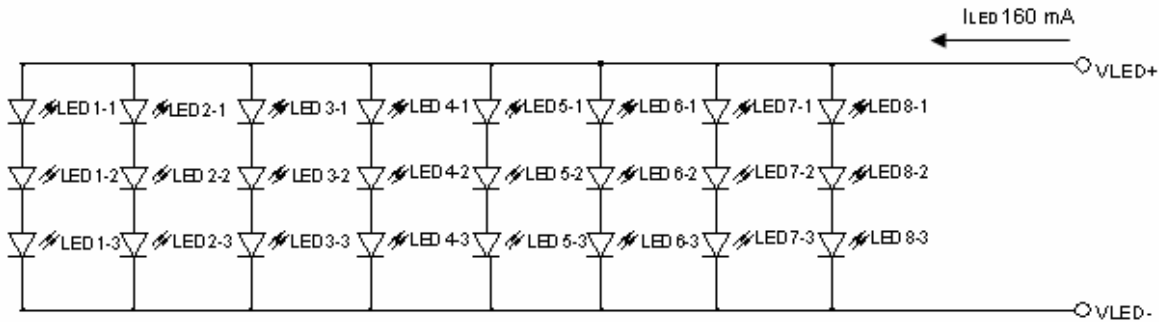 ILED 160 mA
VLED+
LED 1-1 LED 2-1 LED 3-1 LED 4-1 LED 5-1 LED 6-1 LED 7-1 LED 8-1
LED 1-2 LED 2-2 LED 3-2 LED 4-2 LED 5-2 LED 6-2 LED 7-2 LED 8-2
LED 1-3 LED 2-3 LED 3-3 LED 4-3 LED 5-3 LED 6-3 LED 7-3 LED 8-3
VLED-